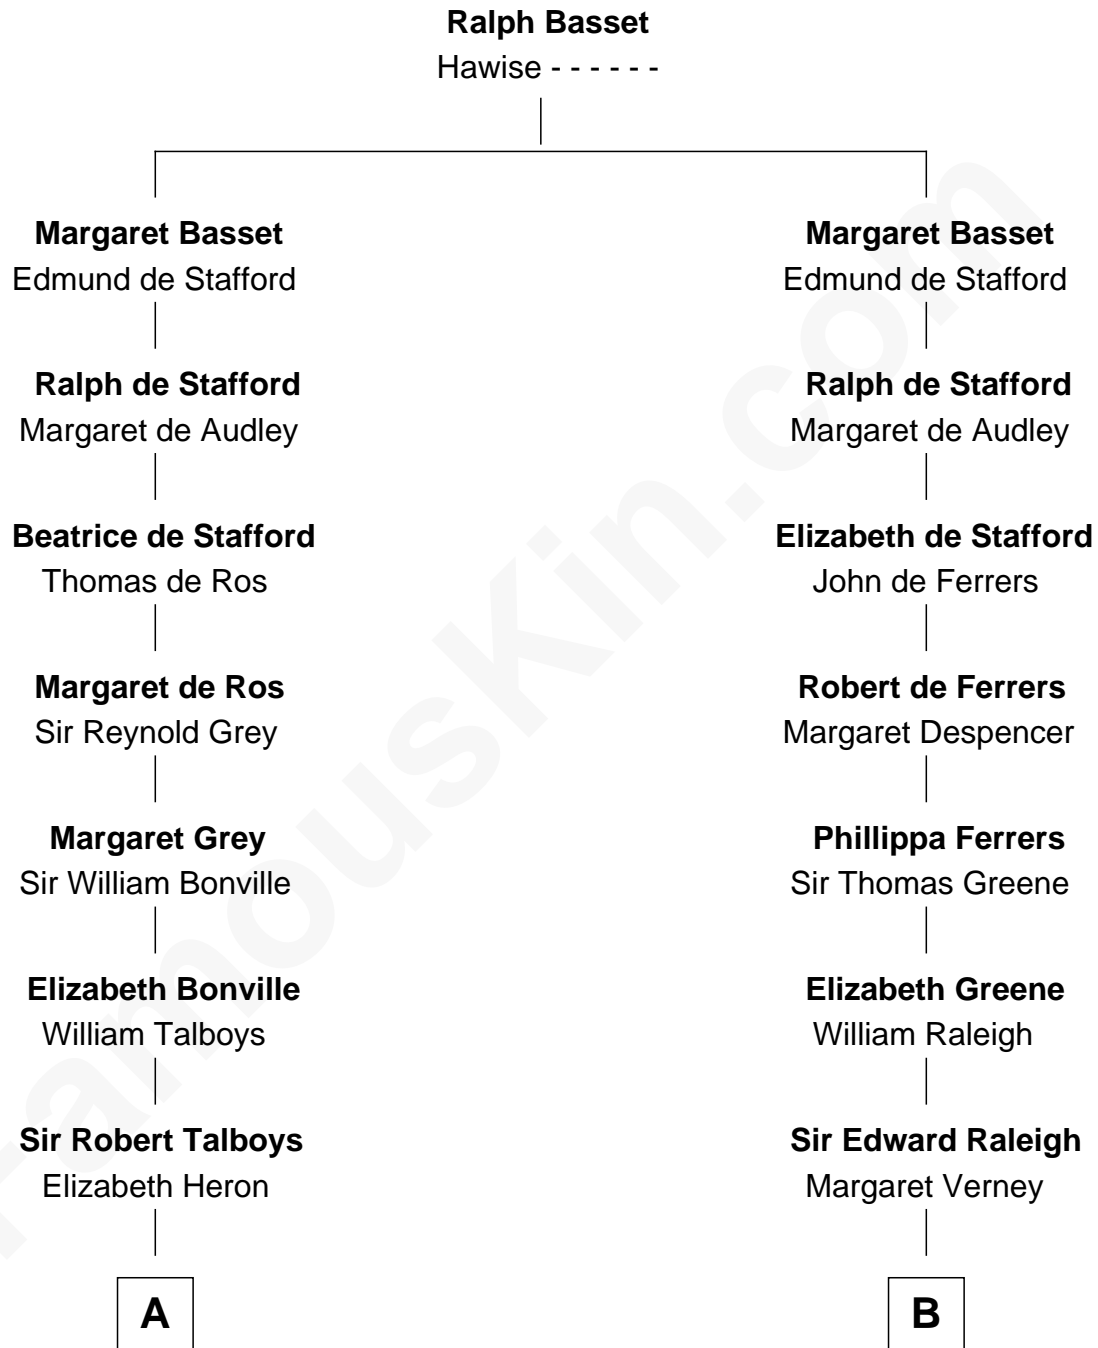 Ralph Basset
Hawise - - - - - -
Margaret Basset
Edmund de Stafford
Margaret Basset
Edmund de Stafford
Ralph de Stafford
Margaret de Audley
Ralph de Stafford
Margaret de Audley
Beatrice de Stafford
Thomas de Ros
Elizabeth de Stafford
John de Ferrers
Margaret de Ros
Sir Reynold Grey
Robert de Ferrers
Margaret Despencer
Margaret Grey
Sir William Bonville
Phillippa Ferrers
Sir Thomas Greene
Elizabeth Bonville
William Talboys
Elizabeth Greene
William Raleigh
Sir Robert Talboys
Elizabeth Heron
Sir Edward Raleigh
Margaret Verney
A
B
FamousKin.com